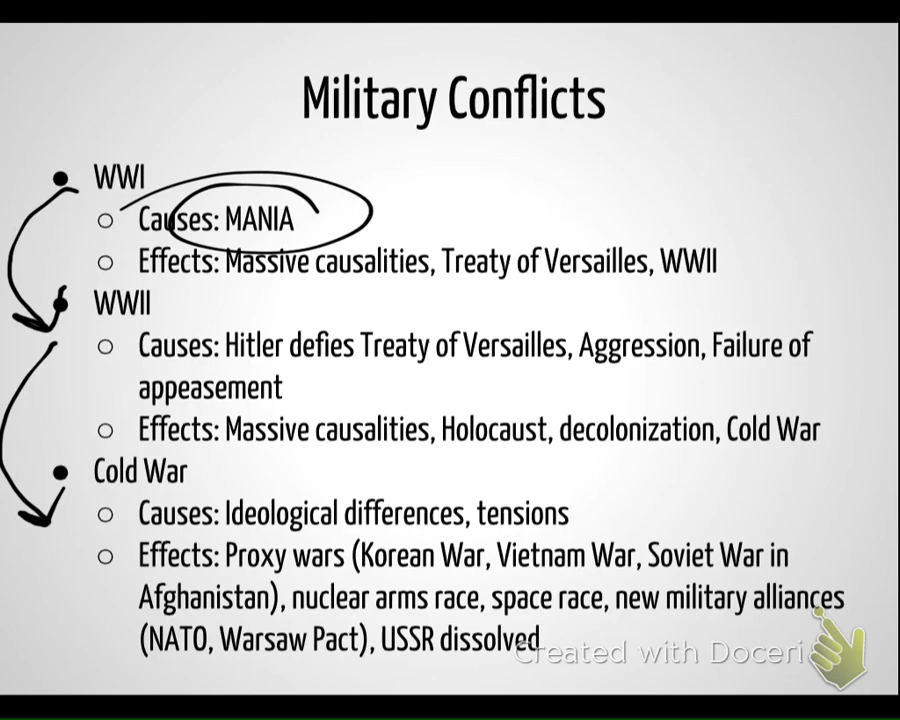 Military Conflicts
● WWI
○ Causes: MANIA
○ Effects: Massive causalities, Treaty of Versailles, WWII
● WWII
○ Causes: Hitler defies Treaty of Versailles, Aggression, Failure of
appeasement
○ Effects: Massive causalities, Holocaust, decolonization, Cold War
● Cold War
○ Causes: Ideological differences, tensions
○ Effects: Proxy wars (Korean War, Vietnam War, Soviet War in
Afghanistan), nuclear arms race, space race, new military alliances
(NATO, Warsaw Pact), USSR dissolved
Created with Doceri